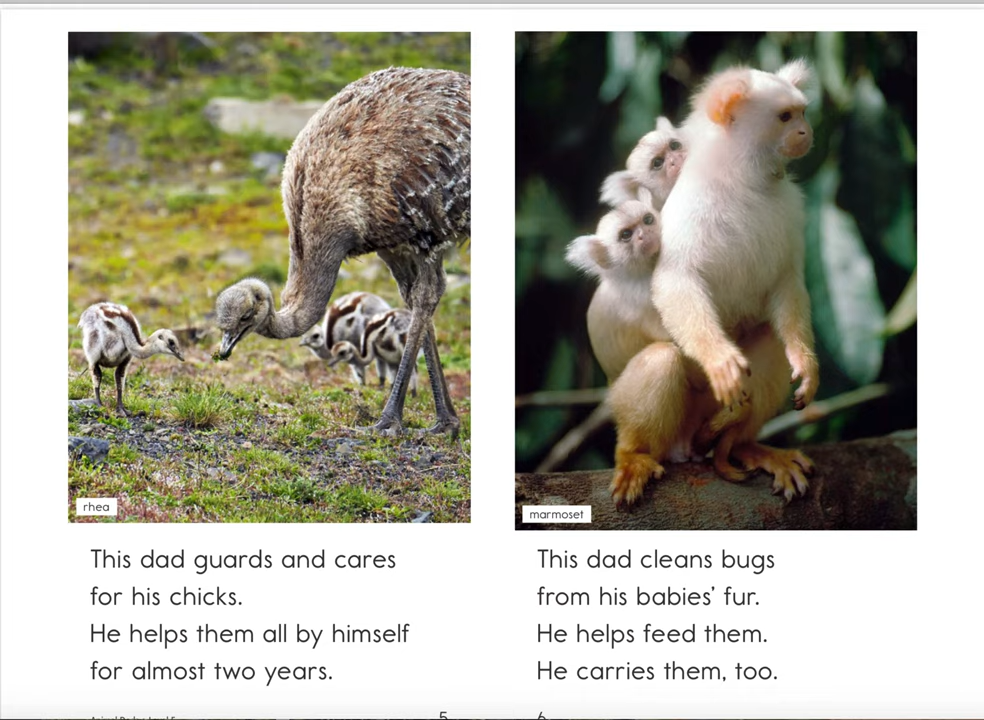 rhea
This dad guards and cares
for his chicks.
He helps them all by himself
for almost two years.
5
marmoset
This dad cleans bugs
from his babies’ fur.
He helps feed them.
He carries them, too.
6